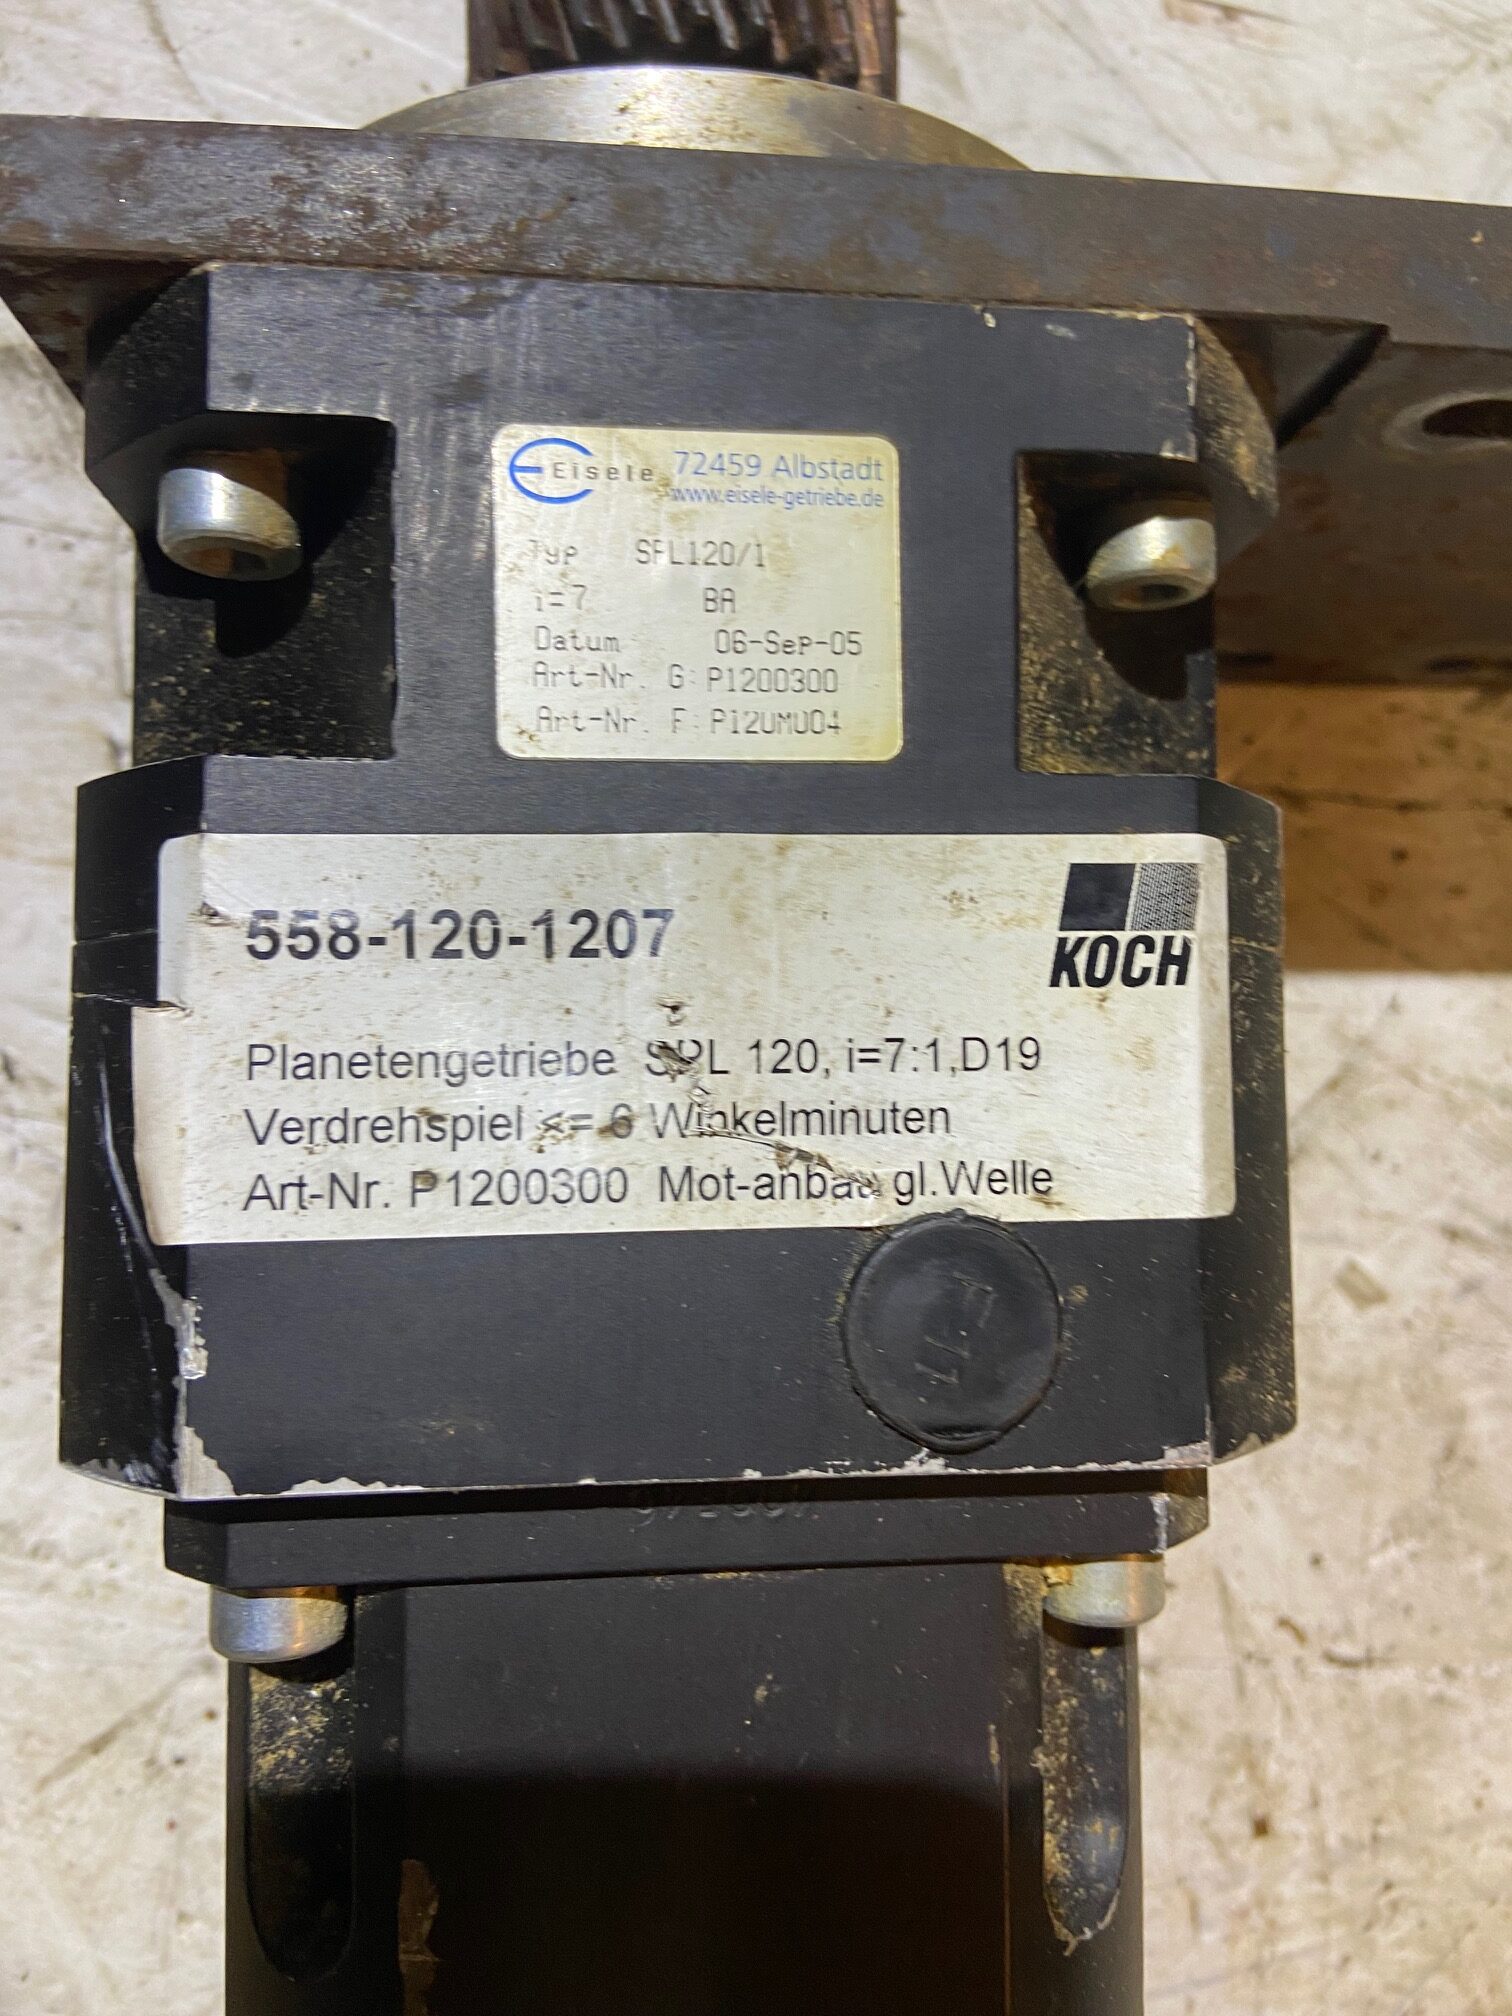 Eisele 72459 Albstadt
www.eisele-getriebe.de
Typ SPL120/1
i=7 BA
Datum 06-Sep-05
Art-Nr. G: P1200300
Art-Nr. F: P120MU04
558-120-1207
KOCH
Planetengetriebe SPL 120, i=7:1,D19
Verdrehspiel <= 6 Winkelminuten
Art-Nr. P1200300 Mot-anbau gl.Welle